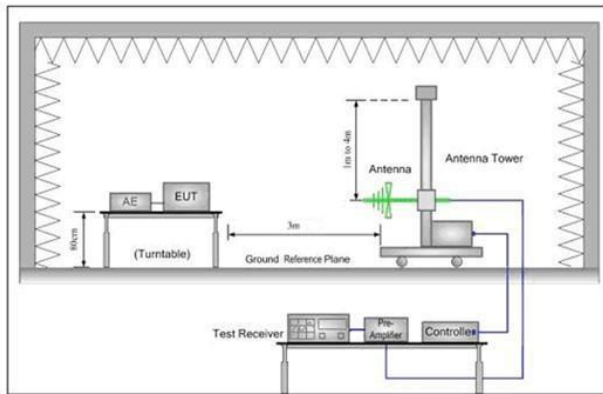 1m to 4m
Antenna
Antenna Tower
AE
EUT
80cm
(Turntable)
3m
Ground Reference Plane
Test Receiver
Pre-
Amplifier
Controller